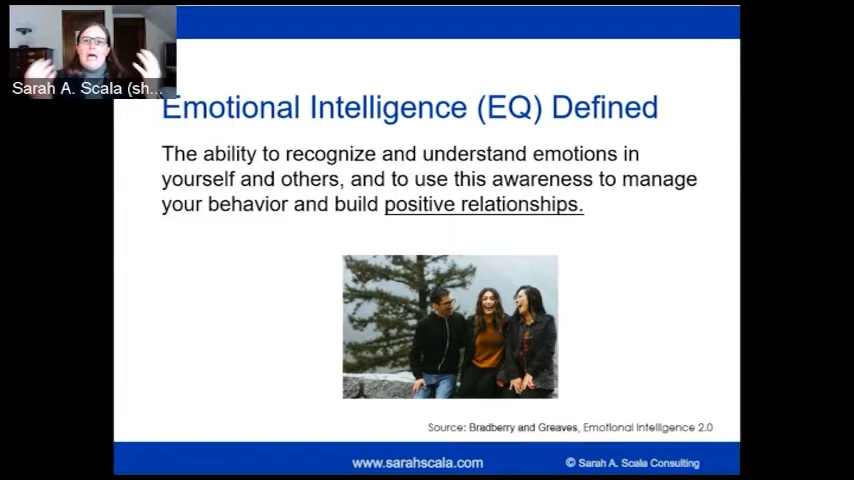 Sarah A. Scala (sh...
Emotional Intelligence (EQ) Defined
The ability to recognize and understand emotions in
yourself and others, and to use this awareness to manage
your behavior and build positive relationships.
Source: Bradberry and Greaves, Emotional Intelligence 2.0
www.sarahscala.com
© Sarah A. Scala Consulting